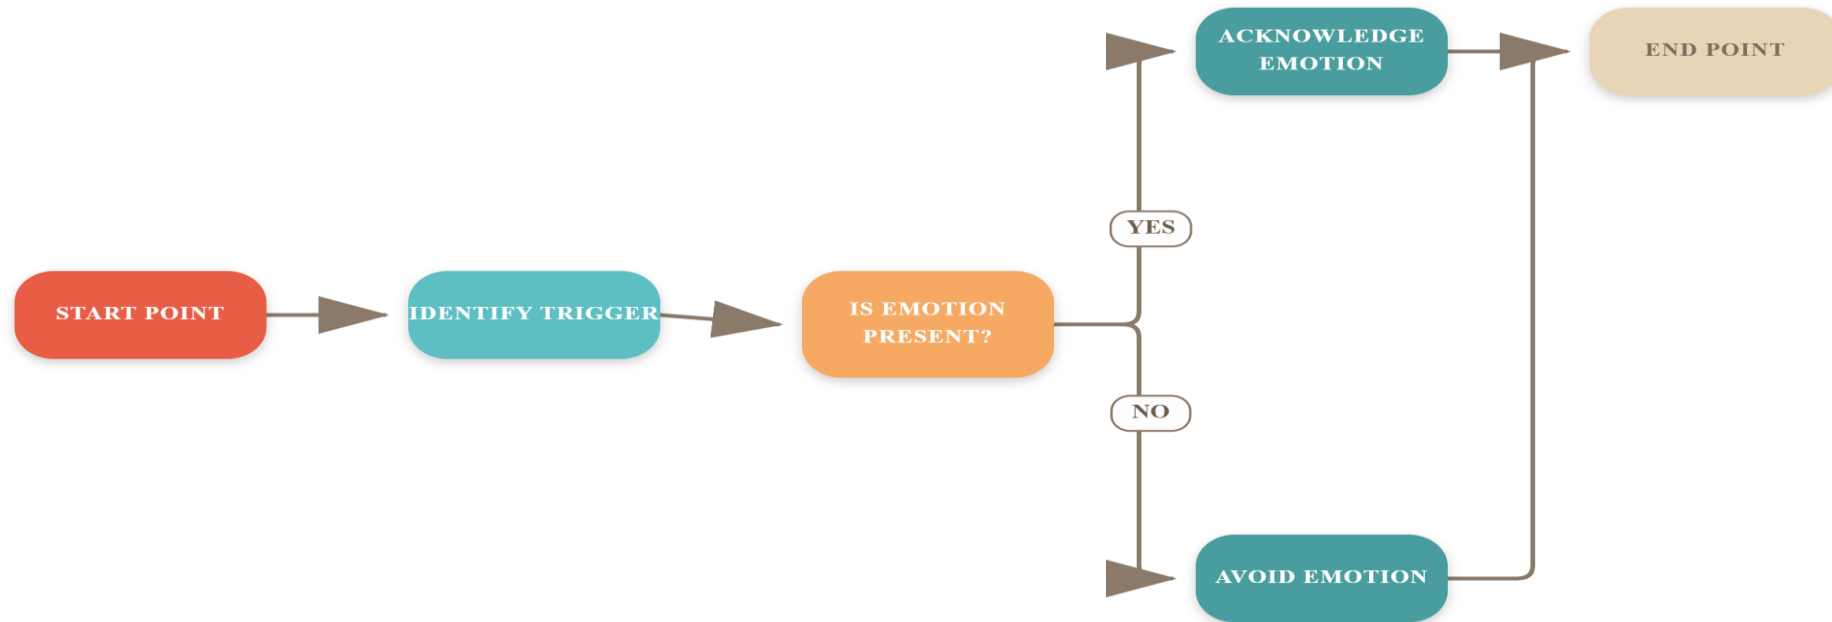 START POINT
IDENTIFY TRIGGER
IS EMOTION
PRESENT?
YES
ACKNOWLEDGE
EMOTION
NO
AVOID EMOTION
END POINT